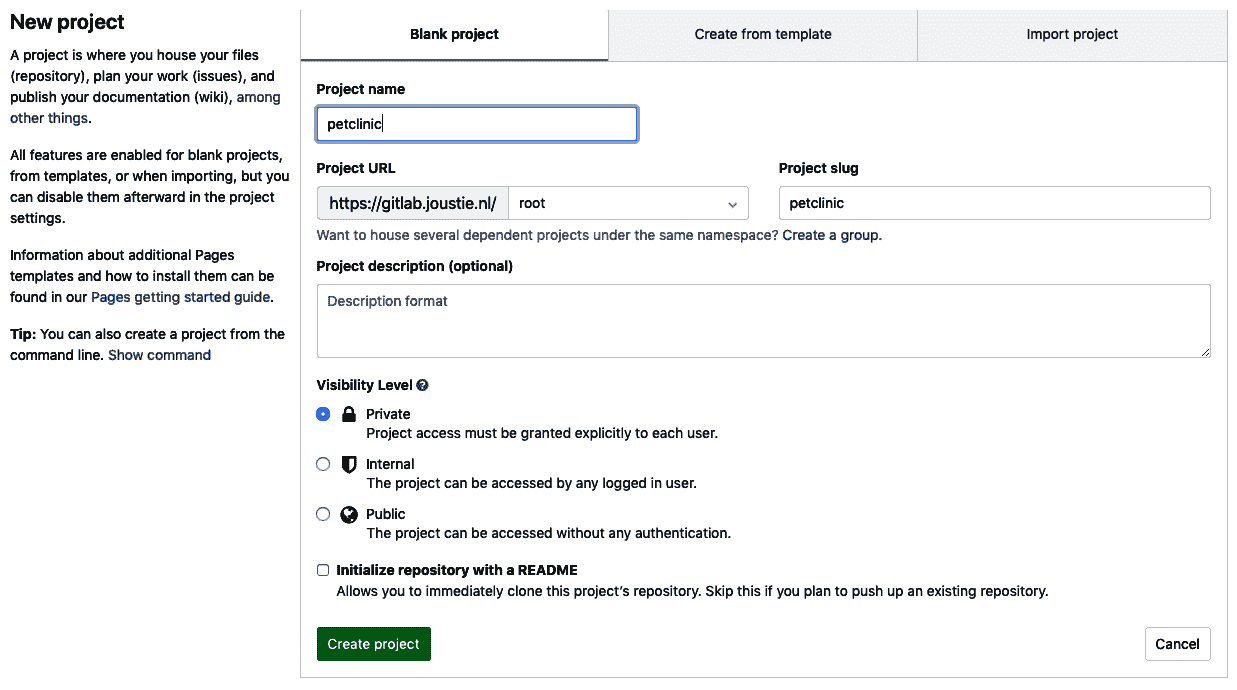 New project
A project is where you house your files
(repository), plan your work (issues), and
publish your documentation (wiki), among
other things.
All features are enabled for blank projects,
from templates, or when importing, but you
can disable them afterward in the project
settings.
Information about additional Pages
templates and how to install them can be
found in our Pages getting started guide.
Tip: You can also create a project from the
command line. Show command
Blank project
Create from template
Import project
Project name
petclinic
Project URL
Project slug
https://gitlab.joustie.nl/
root
petclinic
Want to house several dependent projects under the same namespace? Create a group.
Project description (optional)
Description format
Visibility Level
Private
Project access must be granted explicitly to each user.
Internal
The project can be accessed by any logged in user.
Public
The project can be accessed without any authentication.
Initialize repository with a README
Allows you to immediately clone this project's repository. Skip this if you plan to push up an existing repository.
Create project
Cancel